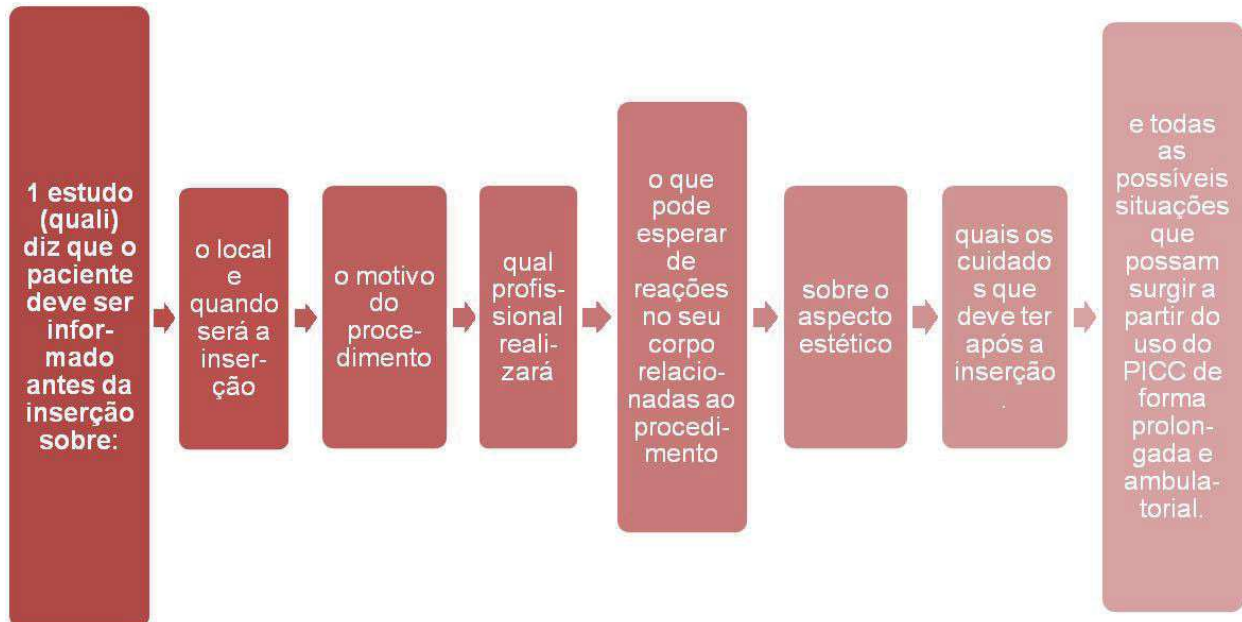 1 estudo
(quali)
diz que o
paciente
deve ser
infor-
mado
antes da
inserção
sobre:
o local
e
quando
será a
inser-
ção
o motivo
do
proce-
dimento
qual
profis-
sional
reali-
zará
o que
pode
esperar
de
reações
no seu
corpo
relacio-
nadas ao
procedi-
mento
sobre o
aspecto
estético
quais os
cuidado
s que
deve ter
após a
inserção
.
e todas
as
possíveis
situações
que
possam
surgir a
partir do
uso do
PICC de
forma
prolon-
gada e
ambula-
torial.